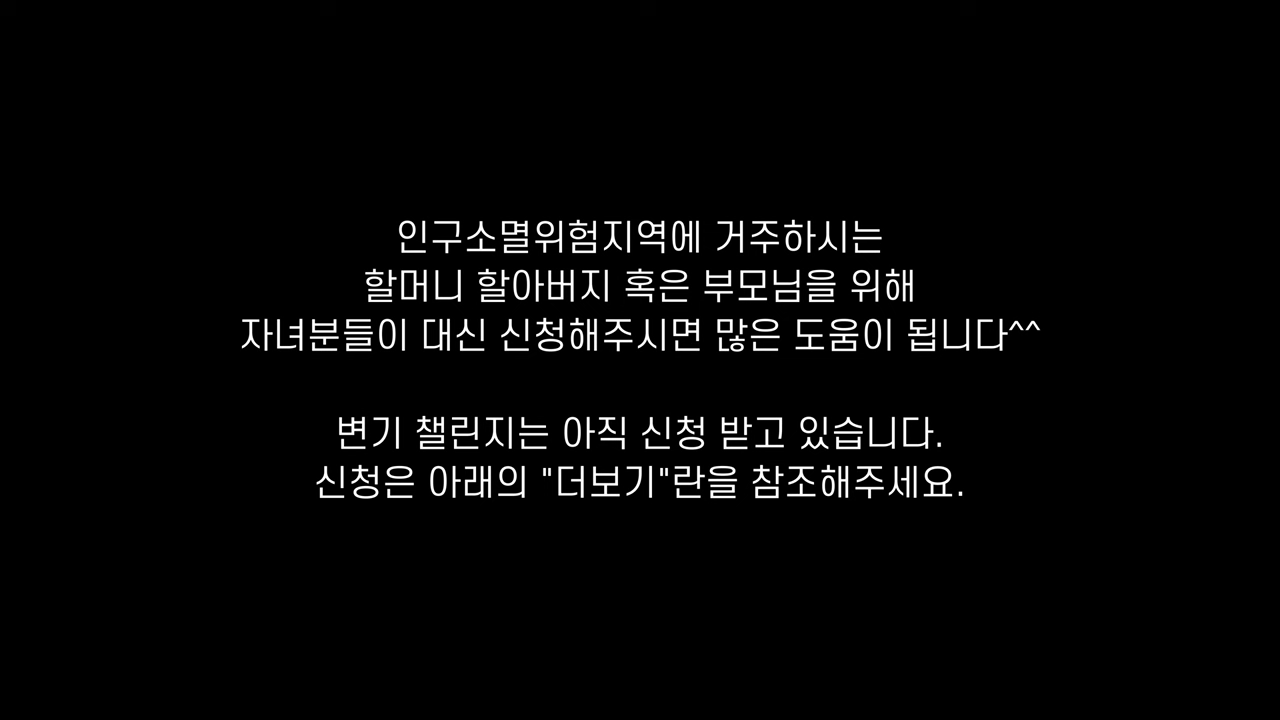 인구소멸위험지역에 거주하시는
할머니 할아버지 혹은 부모님을 위해
자녀분들이 대신 신청해주시면 많은 도움이 됩니다^^
변기 챌린지는 아직 신청 받고 있습니다.
신청은 아래의 "더보기"란을 참조해주세요.